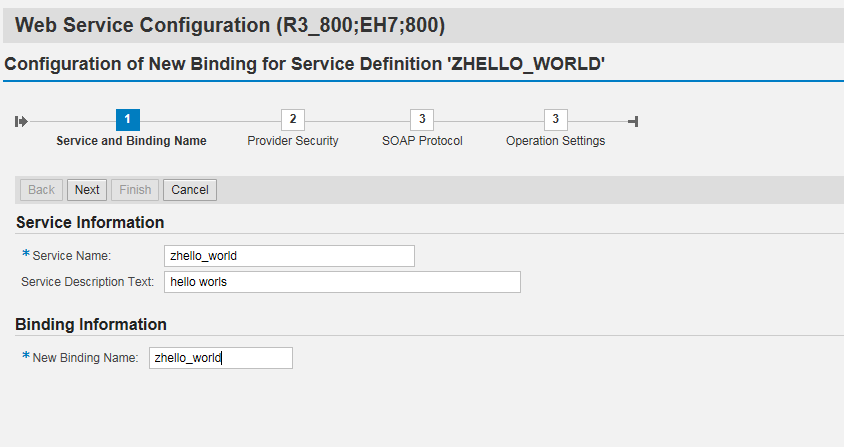 Web Service Configuration (R3_800;EH7;800)
Configuration of New Binding for Service Definition 'ZHELLO_WORLD'
1 2 3 3
Service and Binding Name Provider Security SOAP Protocol Operation Settings
Back Next Finish Cancel
Service Information
* Service Name: zhello_world
Service Description Text: hello worls
Binding Information
* New Binding Name: zhello_world